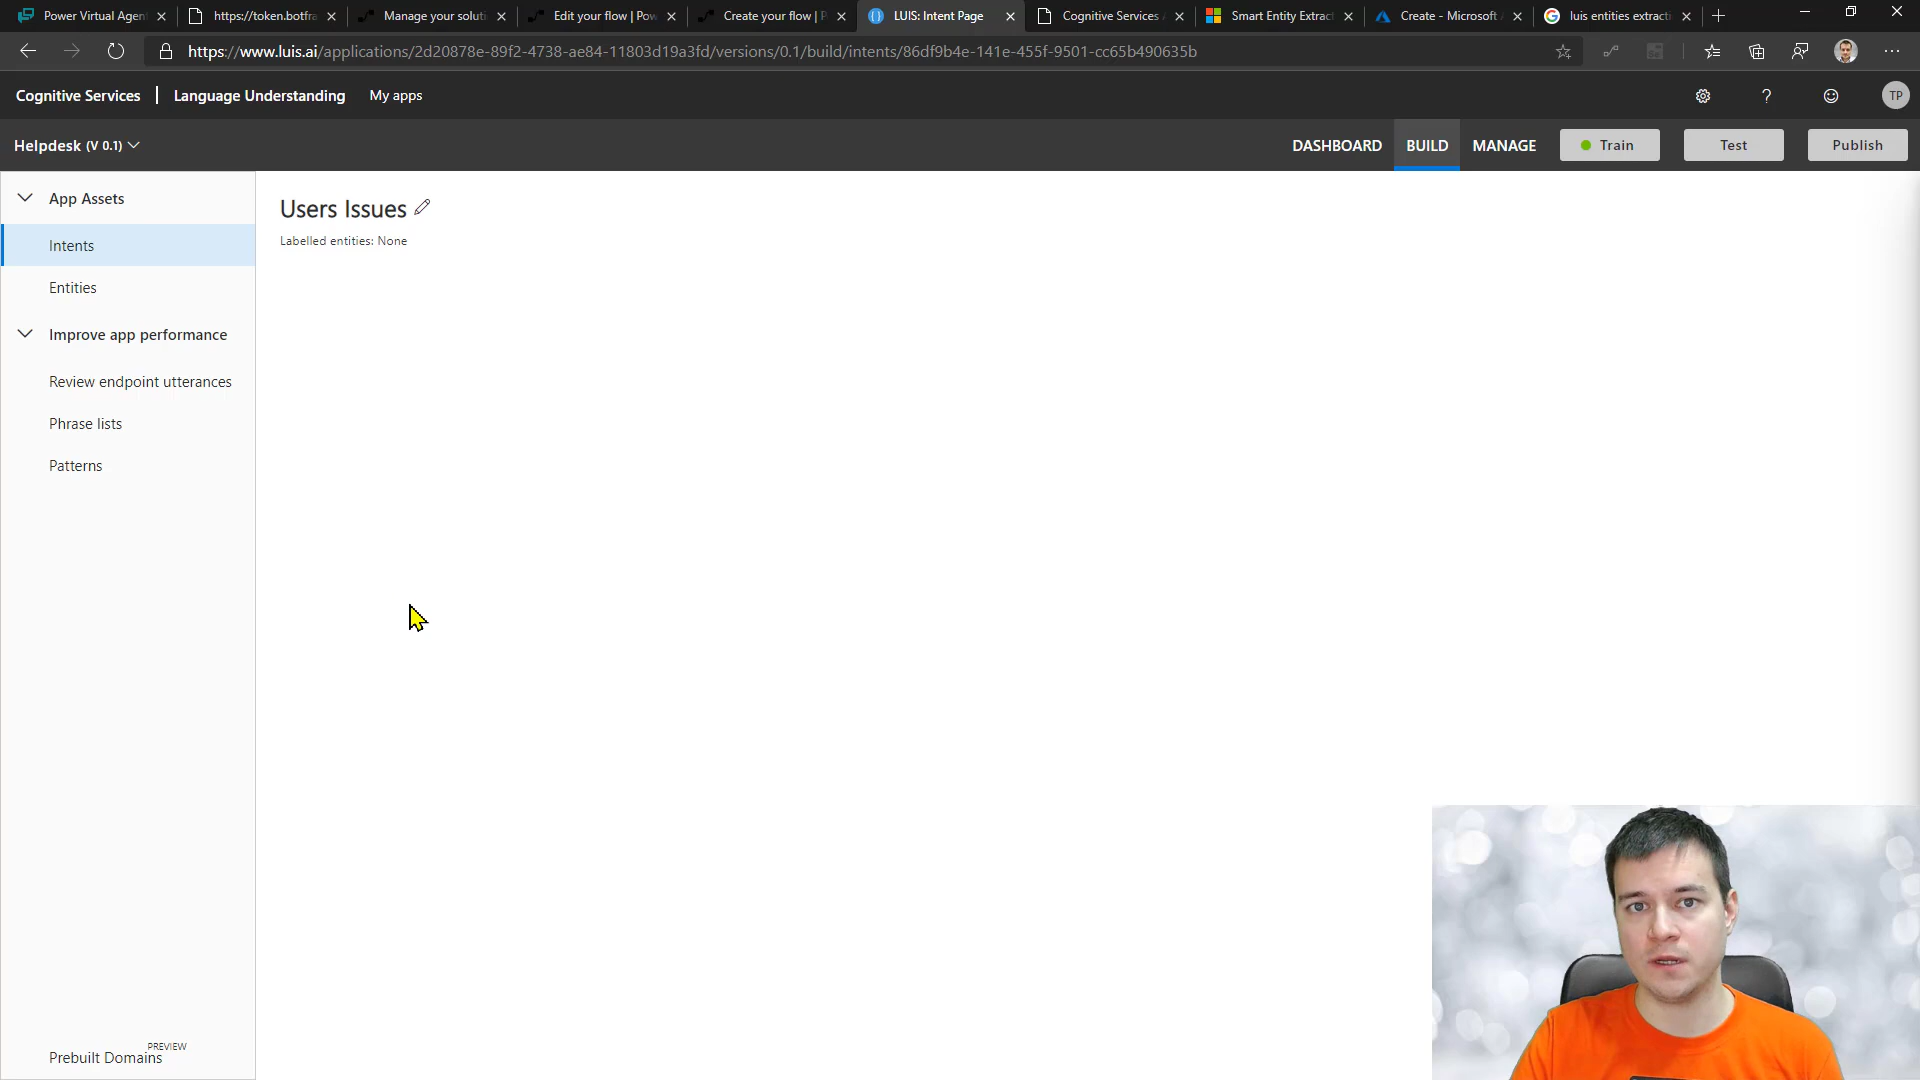 Power Virtual Agen
https://token.botfra
Manage your soluti
Edit your flow | Pow
Create your flow | P
LUIS: Intent Page
Cognitive Services
Smart Entity Extrac
Create - Microsoft
luis entities extracti
https://www.luis.ai/applications/2d20878e-89f2-4738-ae84-11803d19a3fd/versions/0.1/build/intents/86df9b4e-141e-455f-9501-cc65b490635b
Cognitive Services | Language Understanding My apps
TP
Helpdesk (V 0.1)
DASHBOARD BUILD MANAGE Train Test Publish
App Assets
Intents
Entities
Improve app performance
Review endpoint utterances
Phrase lists
Patterns
Prebuilt Domains PREVIEW
Users Issues
Labelled entities: None